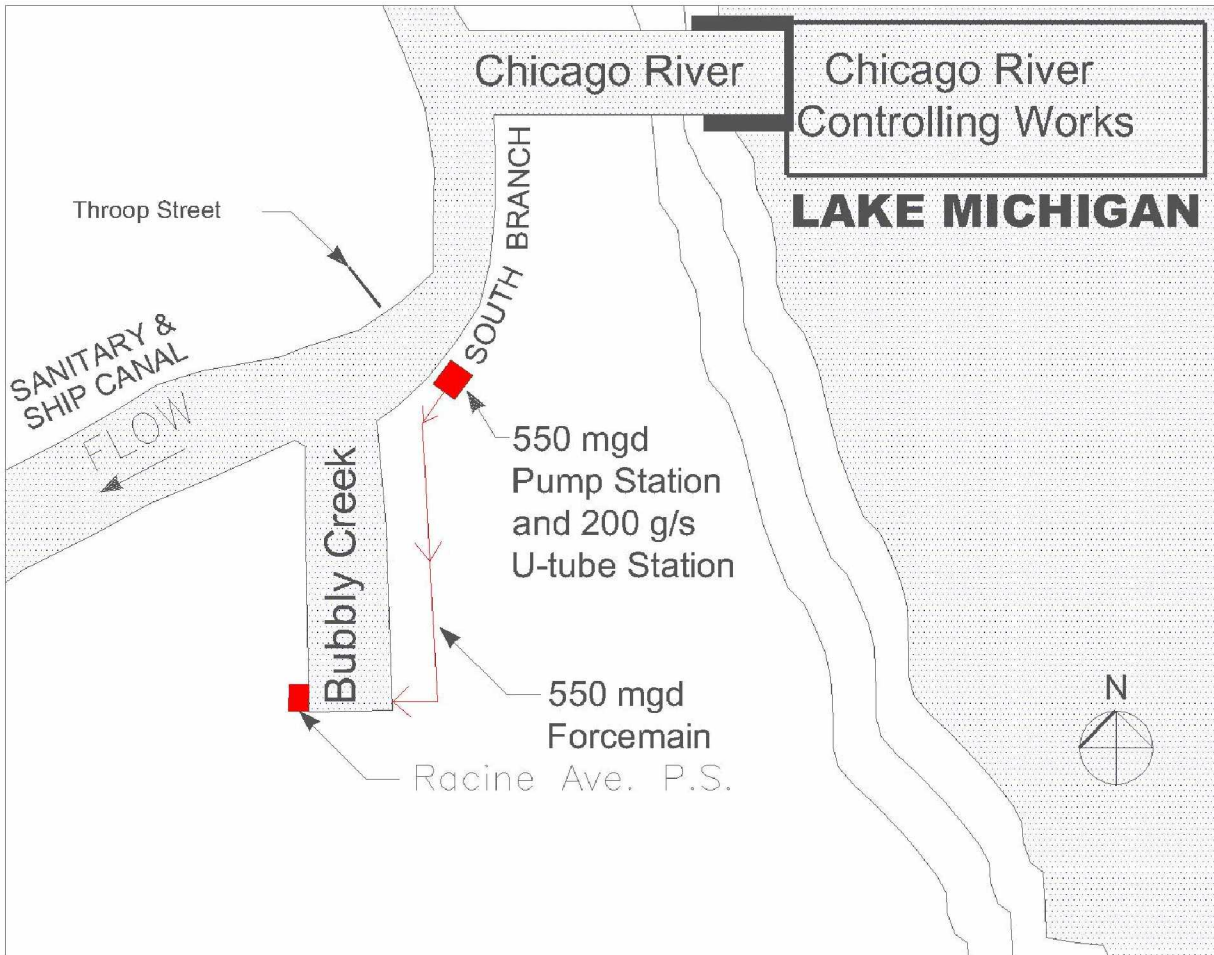 Chicago River
Chicago River
Controlling Works
LAKE MICHIGAN
Throop Street
SOUTH BRANCH
SANITARY &
SHIP CANAL
FLOW
550 mgd
Pump Station
and 200 g/s
U-tube Station
Bubbly Creek
550 mgd
Forcemain
Racine Ave. P.S.
N